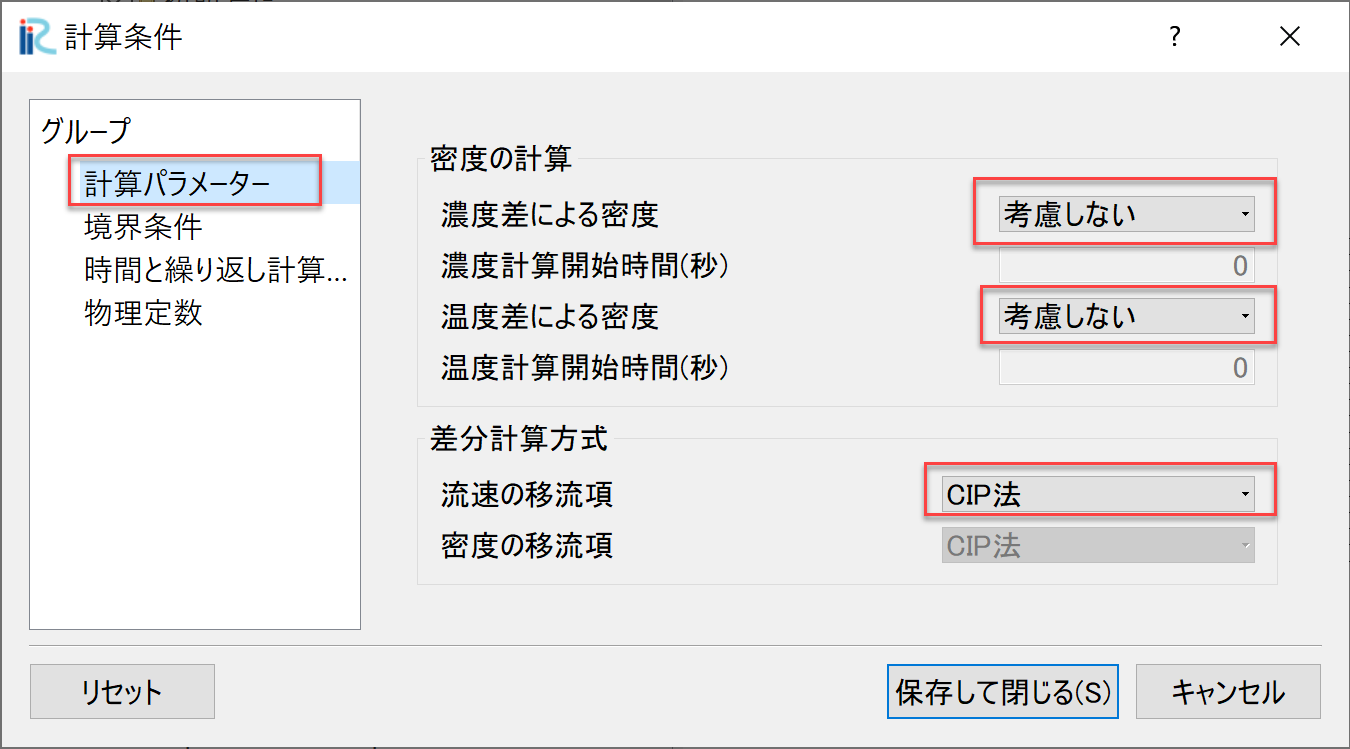 計算条件
?
グループ
計算パラメーター
境界条件
時間と繰り返し計算...
物理定数
密度の計算
濃度差による密度 考慮しない
濃度計算開始時間(秒) 0
温度差による密度 考慮しない
温度計算開始時間(秒) 0
差分計算方式
流速の移流項 CIP法
密度の移流項 CIP法
リセット 保存して閉じる(S) キャンセル